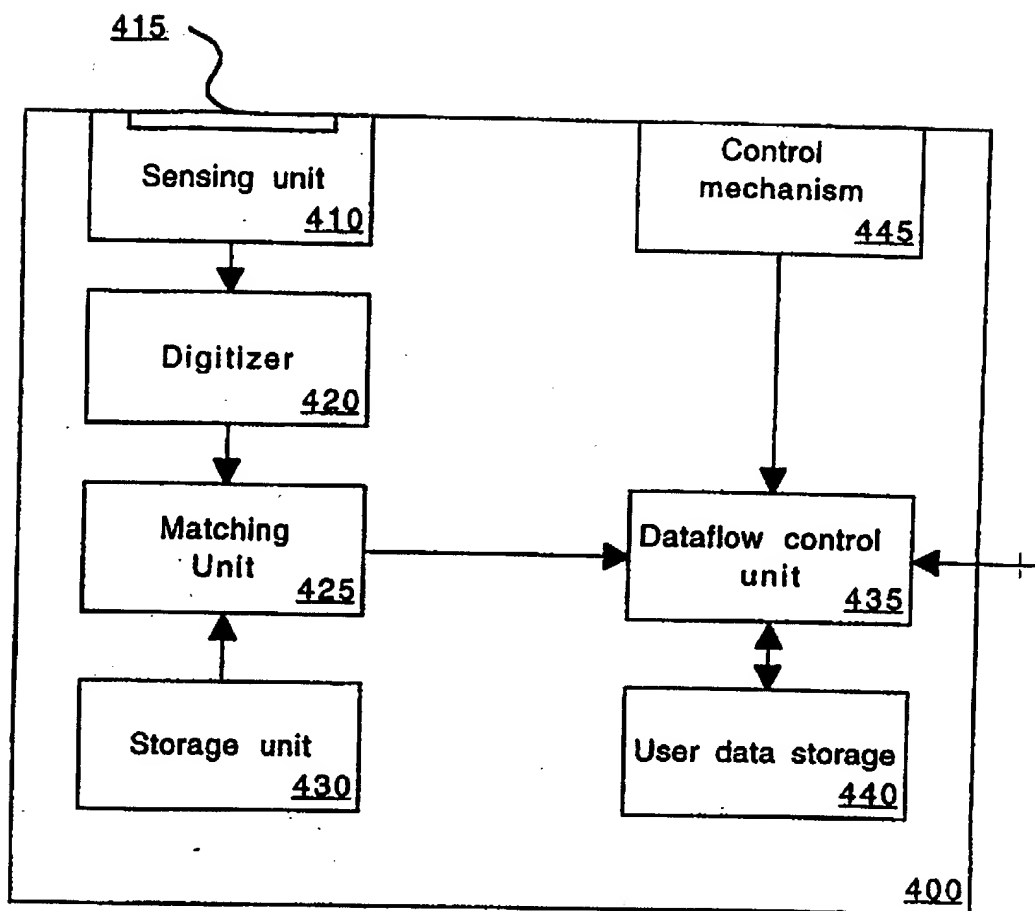 415
Sensing unit
410
Control
mechanism
445
Digitizer
420
Matching
Unit
425
Dataflow control
unit
435
Storage unit
430
User data storage
440
400